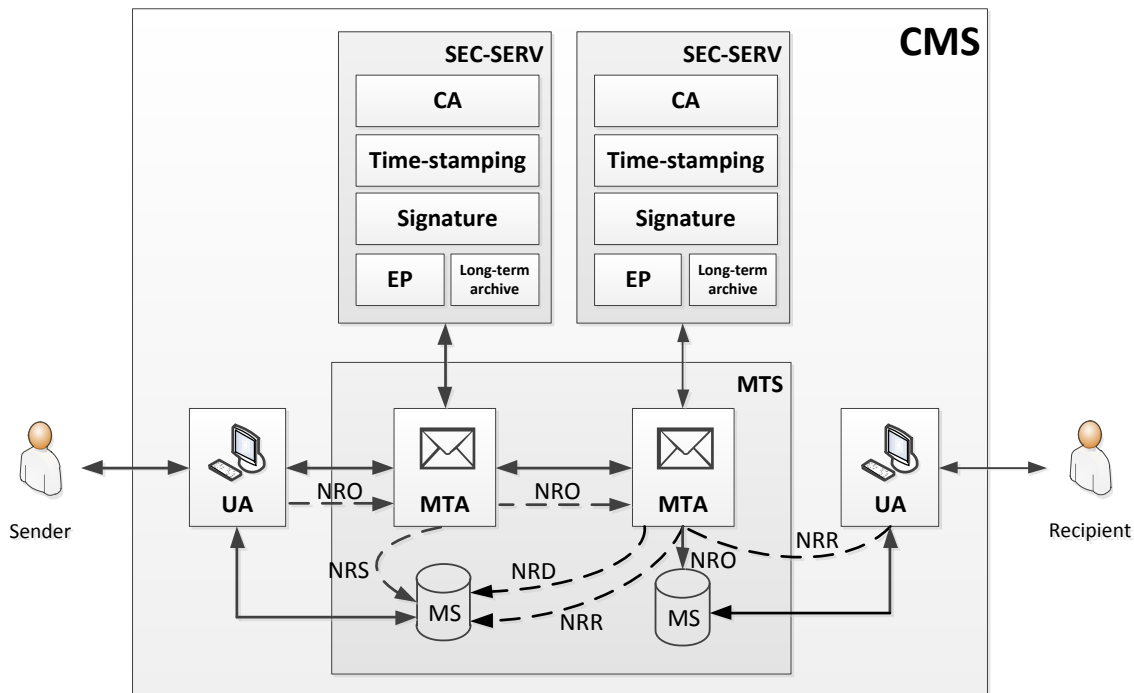 CMS
SEC-SERV
CA
Time-stamping
Signature
EP
Long-term
archive
SEC-SERV
CA
Time-stamping
Signature
EP
Long-term
archive
MTS
Sender
UA
NRO
MTA
NRO
MTA
UA
Recipient
NRS
MS
NRD
NRR
NRO
MS
NRR